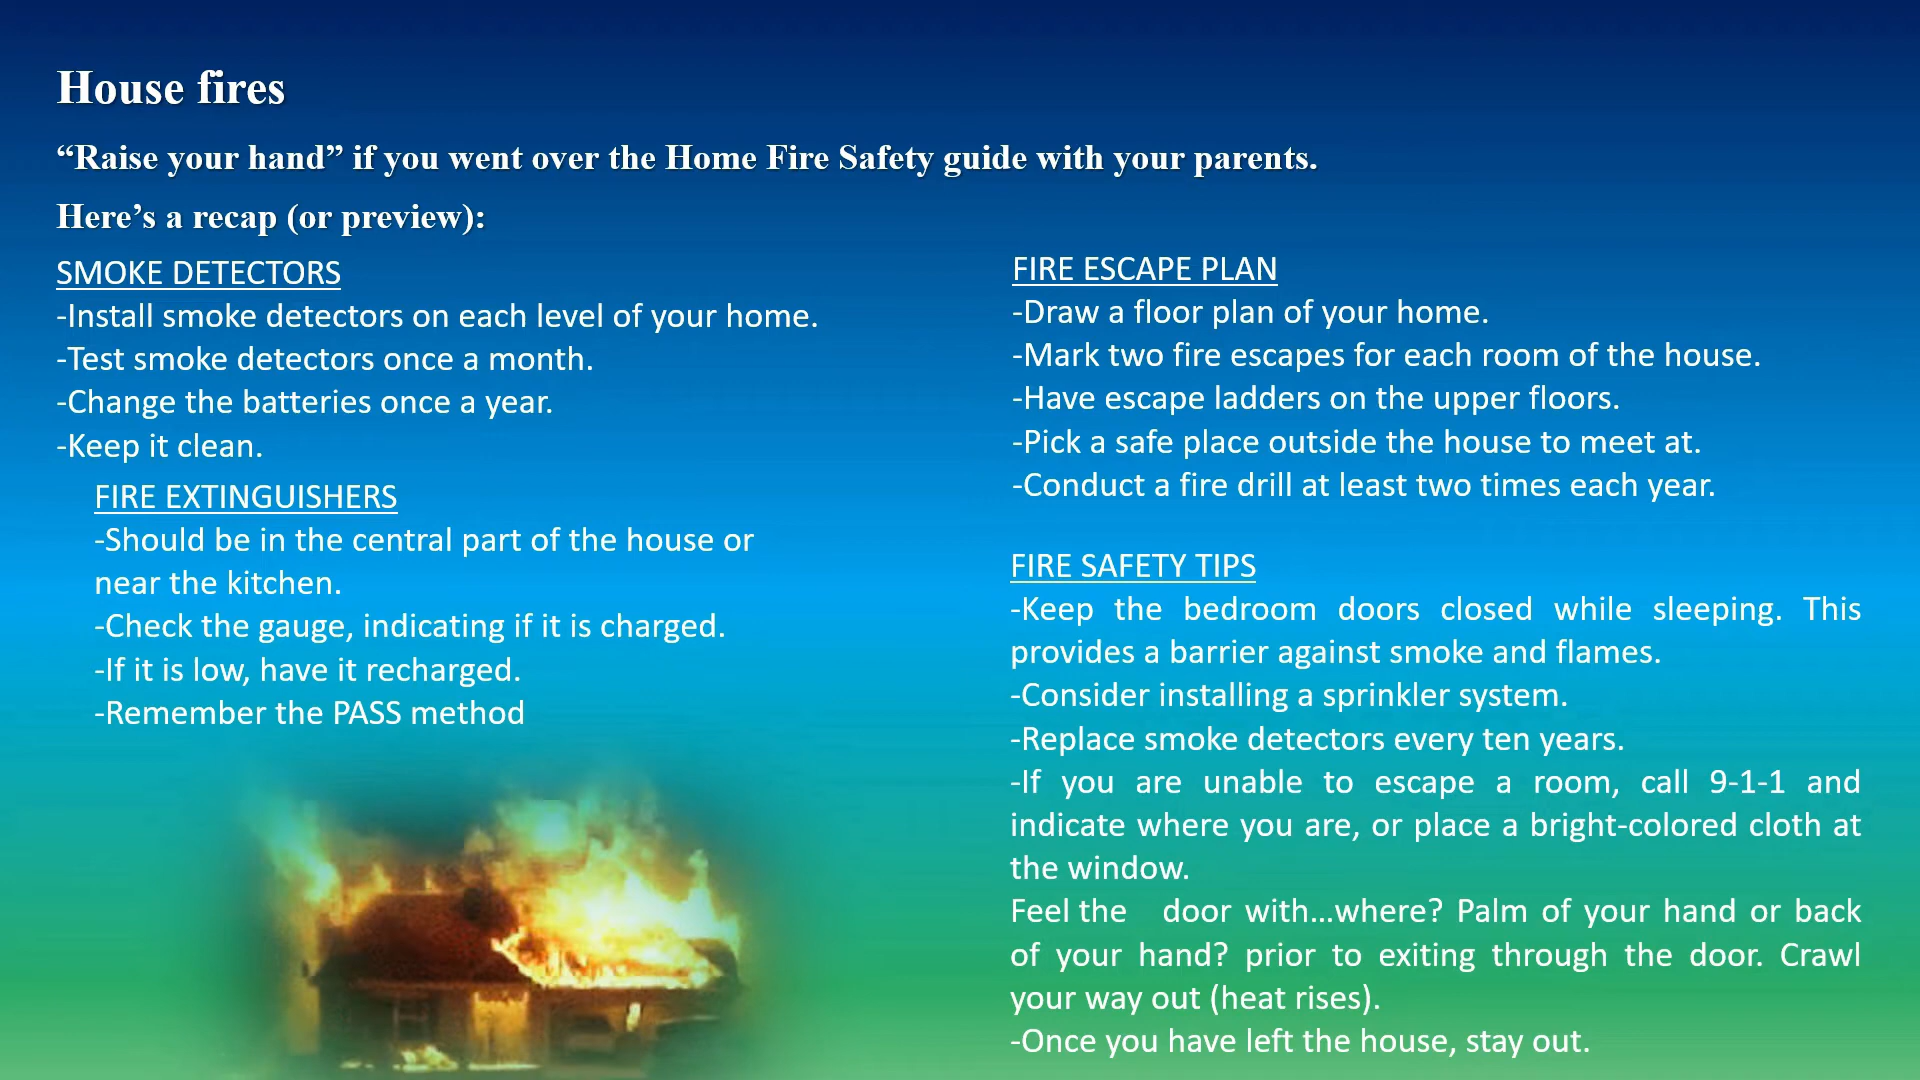 House fires
“Raise your hand” if you went over the Home Fire Safety guide with your parents.
Here’s a recap (or preview):
SMOKE DETECTORS
-Install smoke detectors on each level of your home.
-Test smoke detectors once a month.
-Change the batteries once a year.
-Keep it clean.
FIRE EXTINGUISHERS
-Should be in the central part of the house or
near the kitchen.
-Check the gauge, indicating if it is charged.
-If it is low, have it recharged.
-Remember the PASS method
FIRE ESCAPE PLAN
-Draw a floor plan of your home.
-Mark two fire escapes for each room of the house.
-Have escape ladders on the upper floors.
-Pick a safe place outside the house to meet at.
-Conduct a fire drill at least two times each year.
FIRE SAFETY TIPS
-Keep the bedroom doors closed while sleeping. This
provides a barrier against smoke and flames.
-Consider installing a sprinkler system.
-Replace smoke detectors every ten years.
-If you are unable to escape a room, call 9-1-1 and
indicate where you are, or place a bright-colored cloth at
the window.
Feel the door with…where? Palm of your hand or back
of your hand? prior to exiting through the door. Crawl
your way out (heat rises).
-Once you have left the house, stay out.